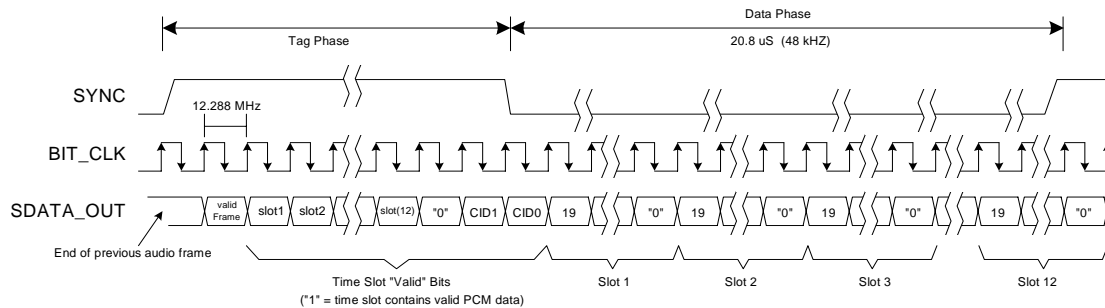 Data Phase
Tag Phase
20.8 uS (48 kHZ)
SYNC
12.288 MHz
BIT_CLK
SDATA_OUT
valid
Frame
slot1 slot2 slot(12) "0" CID1 CID0 19 "0" 19 "0" 19 "0" 19 "0"
End of previous audio frame
Time Slot "Valid" Bits
("1" = time slot contains valid PCM data)
Slot 1
Slot 2
Slot 3
Slot 12